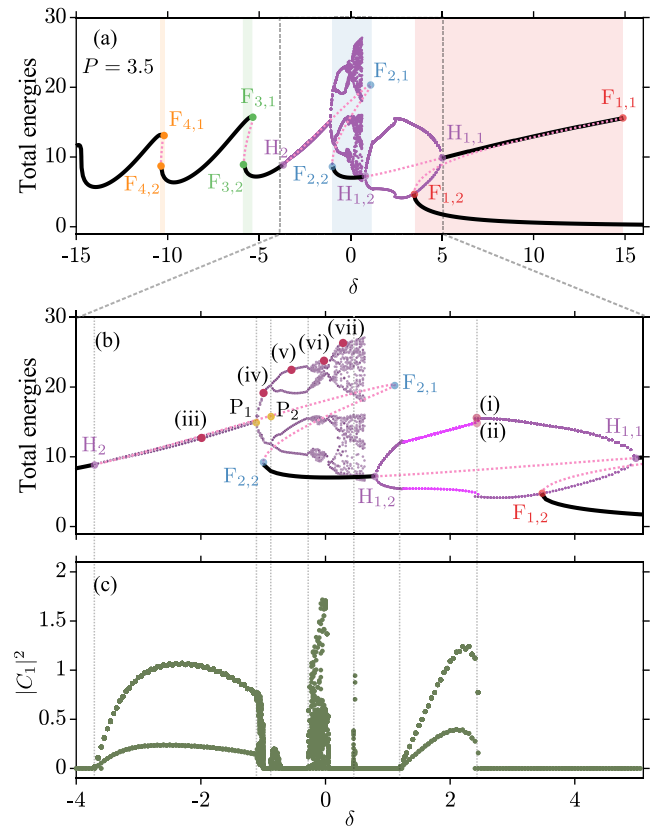 30
(a)
P = 3.5
F2,1
20
F4,1
F3,1
F1,1
H2
H1,1
10
F4,2
F3,2
F2,2
H1,2
F1,2
0
Total energies
-15
-10
-5
0
5
10
15
δ
30
(b)
(vii)
(vi)
(v)
(iv)
20
(iii)
P1
P2
F2,1
(i)
(ii)
H2
H1,1
10
F2,2
H1,2
F1,2
0
Total energies
2
(c)
1.5
1
0.5
0
|C1|²
-4
-2
0
2
4
δ